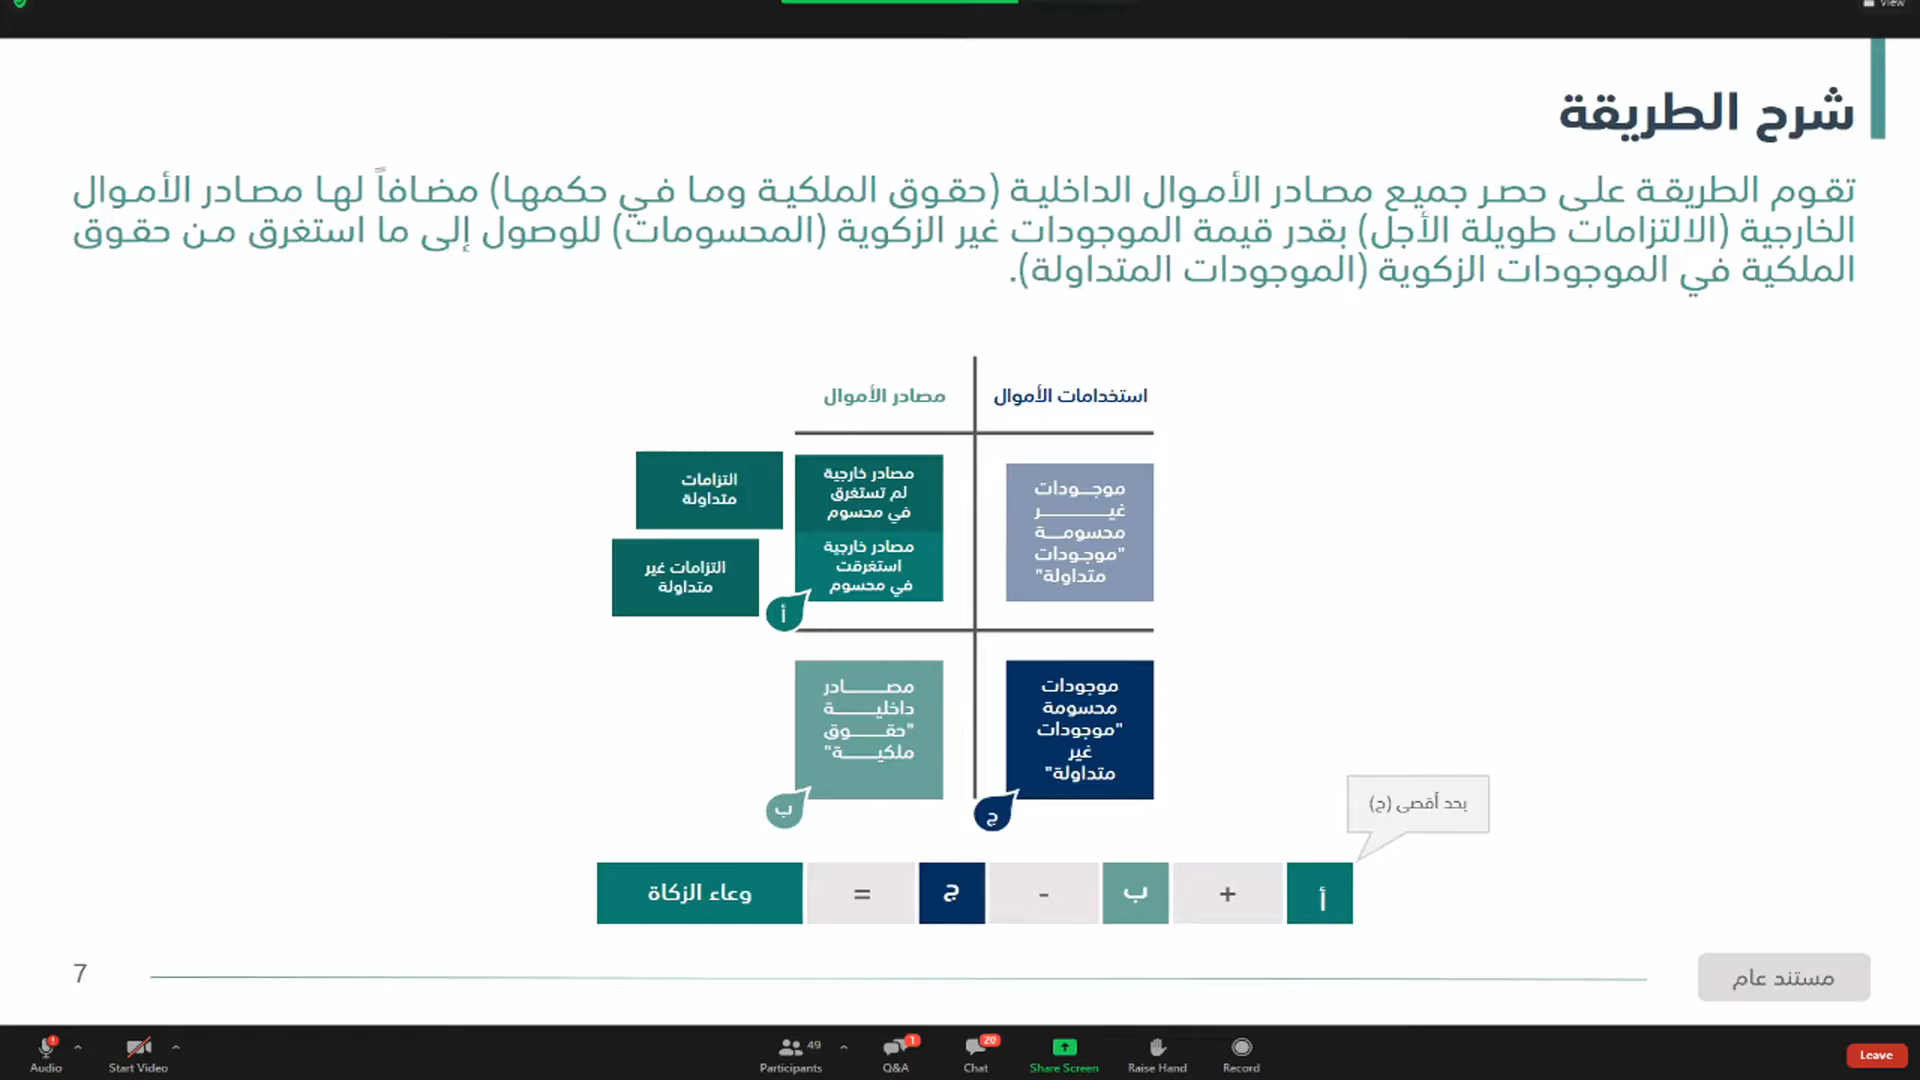 View
شرح الطريقة
تقوم الطريقة على حصر جميع مصادر الأموال الداخلية (حقوق الملكية وما في حكمها) مضافاً لها مصادر الأموال
الخارجية (الالتزامات طويلة الأجل) بقدر قيمة الموجودات غير الزكوية (المحسومات) للوصول إلى ما استغرق من حقوق
الملكية في الموجودات الزكوية (الموجودات المتداولة).
استخدامات الأموال
مصادر الأموال
موجودات
غير
محسومة
"موجودات
متداولة"
مصادر خارجية
لم تستغرق
في محسوم
مصادر خارجية
استغرقت
في محسوم
أ
التزامات
متداولة
التزامات غير
متداولة
موجودات
محسومة
"موجودات
غير
متداولة"
ج
مصادر
داخلية
"حقوق
ملكية"
ب
بحد أقصى (ج)
أ + ب - ج = وعاء الزكاة
مستند عام
7
Audio
Start Video
49
Participants
1
Q&A
20
Chat
Share Screen
Raise Hand
Record
Leave